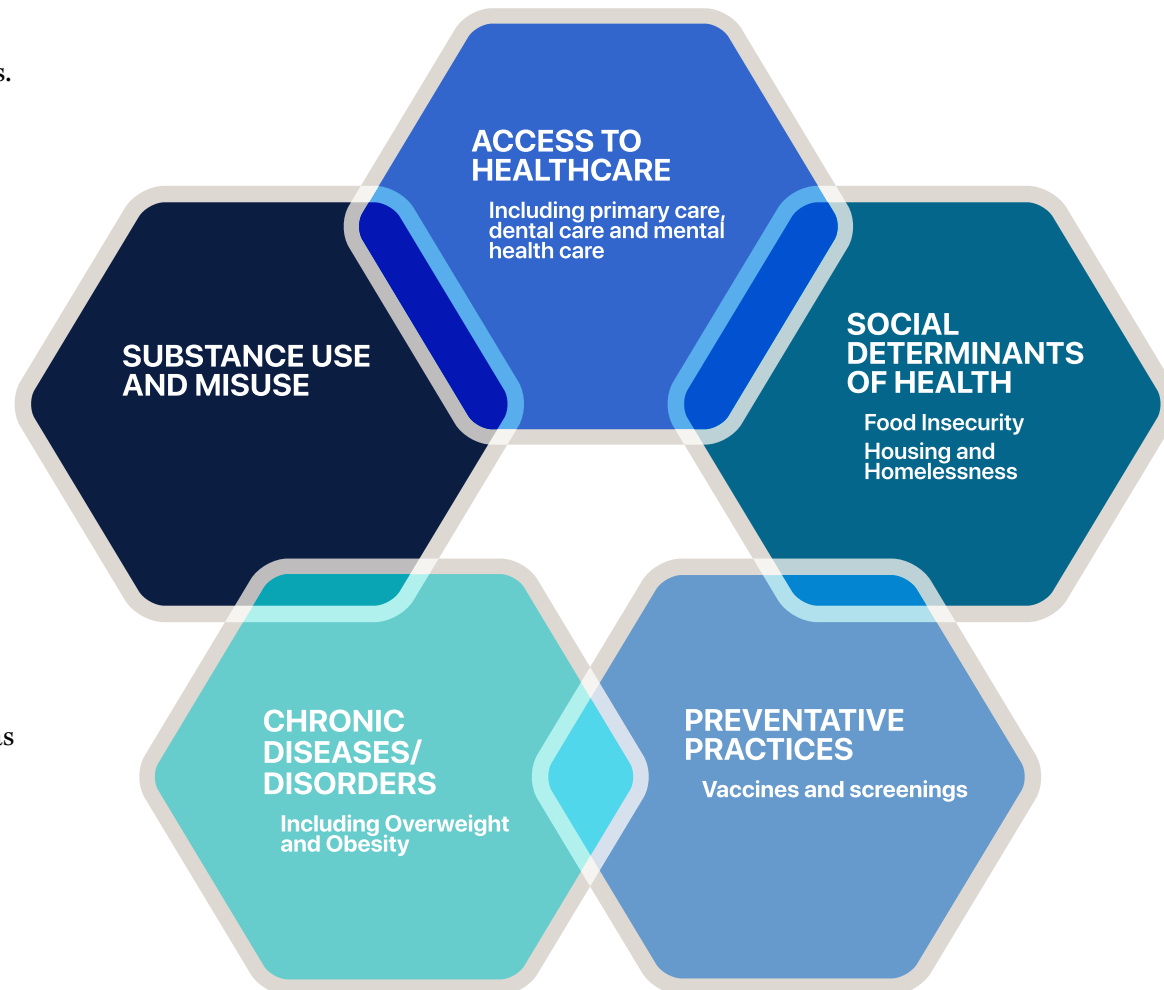 s.
ACCESS TO
HEALTHCARE
Including primary care,
dental care and mental
health care
SUBSTANCE USE
AND MISUSE
SOCIAL
DETERMINANTS
OF HEALTH
Food Insecurity
Housing and
Homelessness
as
CHRONIC
DISEASES/
DISORDERS
Including Overweight
and Obesity
PREVENTATIVE
PRACTICES
Vaccines and screenings